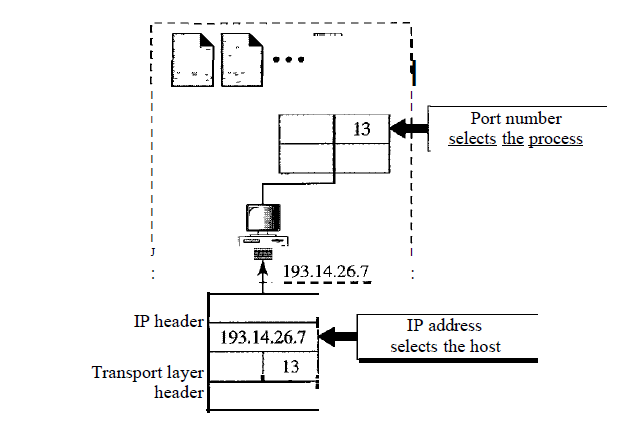 13
Port number
selects the process
193.14.26.7
IP header
193.14.26.7
IP address
selects the host
13
Transport layer
header